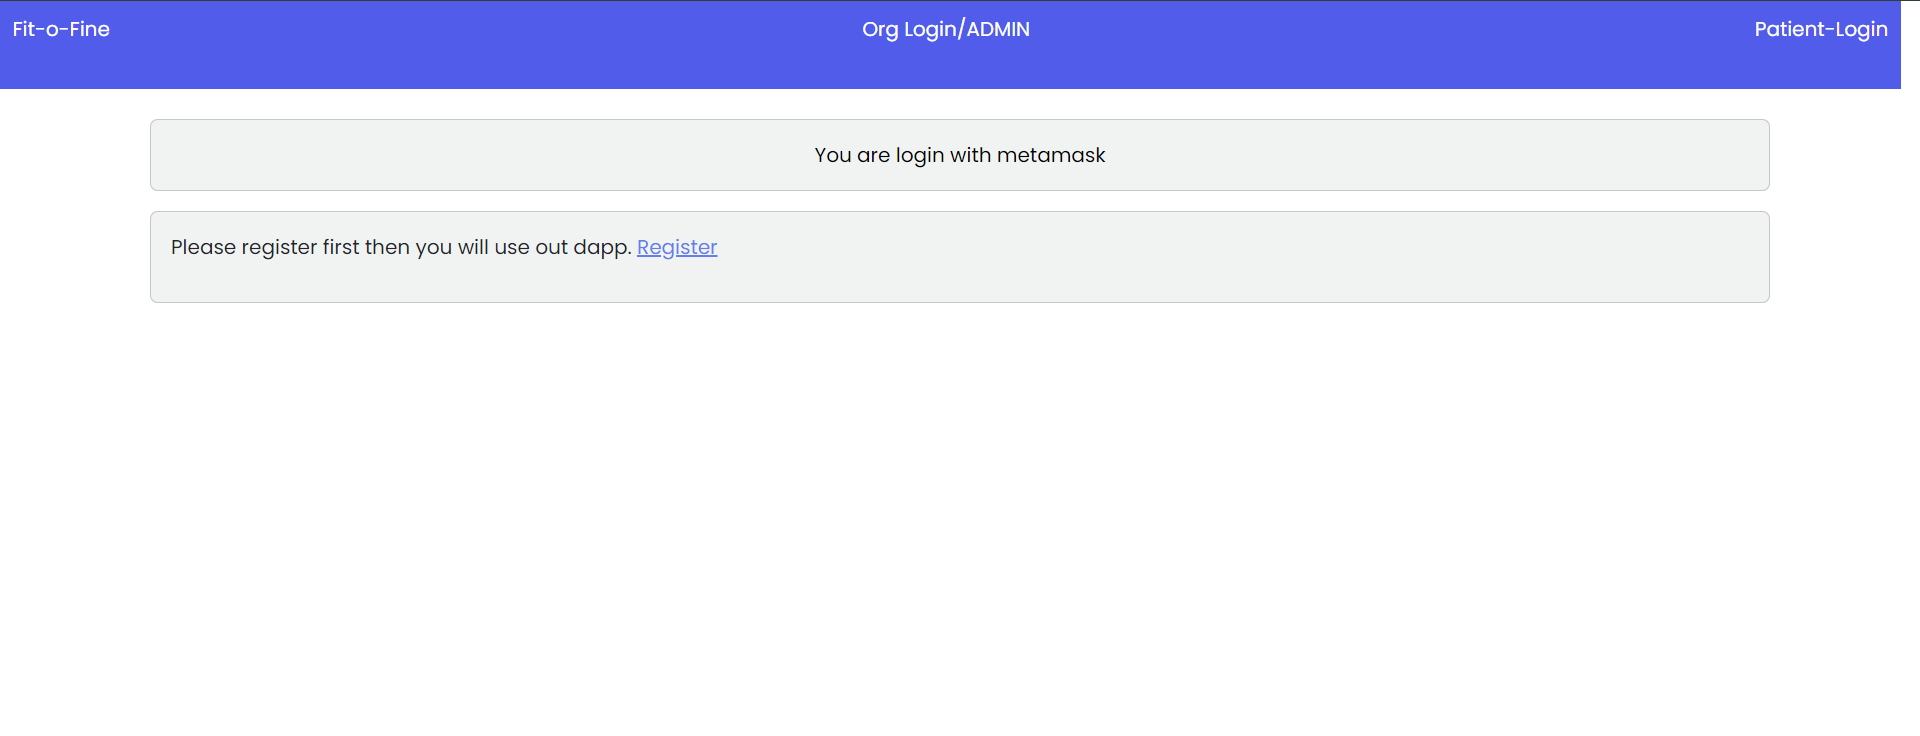 Fit-o-Fine
Org Login/ADMIN
Patient-Login
You are login with metamask
Please register first then you will use out dapp. Register